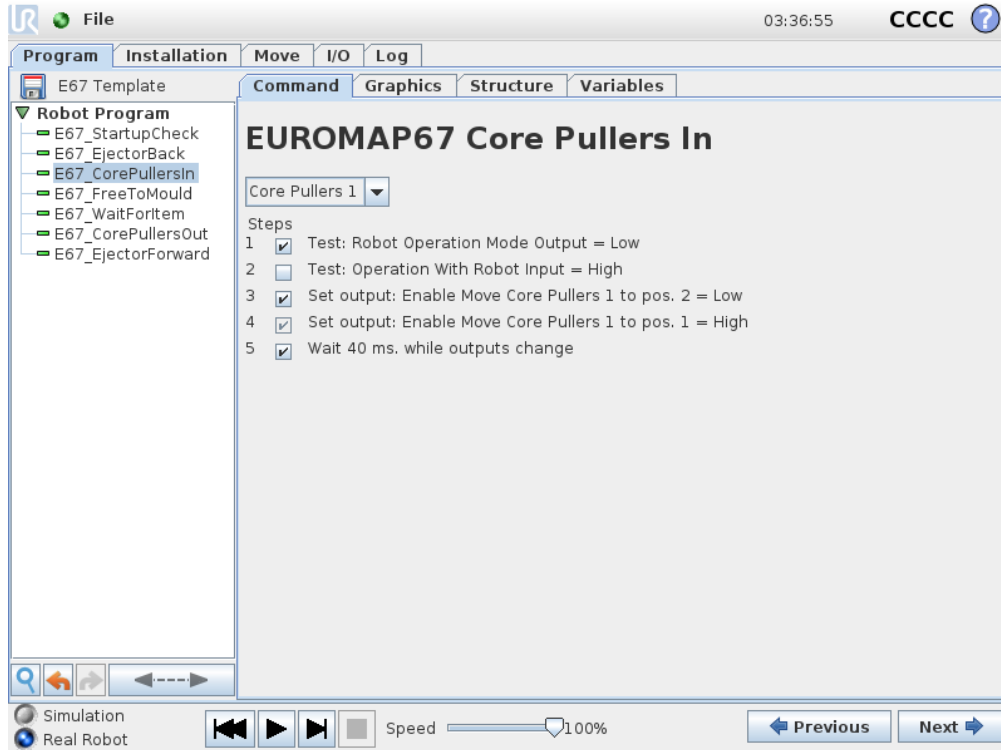 UR File 03:36:55 CCCC ?
Program Installation Move I/O Log
E67 Template Command Graphics Structure Variables
Robot Program
E67_StartupCheck
E67_EjectorBack
E67_CorePullersIn
E67_FreeToMould
E67_WaitForItem
E67_CorePullersOut
E67_EjectorForward
EUROMAP67 Core Pullers In
Core Pullers 1
Steps
1 Test: Robot Operation Mode Output = Low
2 Test: Operation With Robot Input = High
3 Set output: Enable Move Core Pullers 1 to pos. 2 = Low
4 Set output: Enable Move Core Pullers 1 to pos. 1 = High
5 Wait 40 ms. while outputs change
Simulation
Real Robot
Speed 100%
Previous Next